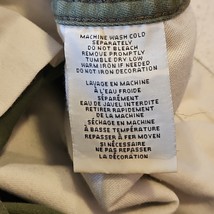 MACHINE WASH COLD
SEPARATELY
DO NOT BLEACH
REMOVE PROMPTLY
TUMBLE DRY LOW
WARM IRON IF NEEDED
DO NOT IRON
DECORATION
LAVAGE EN MACHINE
À L'EAU FROIDE
SÉPARÉMENT
EAU DE JAVEL INTERDITE
RETIRER RAPIDEMENT
DE LA MACHINE
SÉCHAGE EN MACHINE
À BASSE TEMPÉRATURE
REPASSER À FER MOYEN
SI NÉCESSAIRE
NE PAS REPASSER
LA DÉCORATION